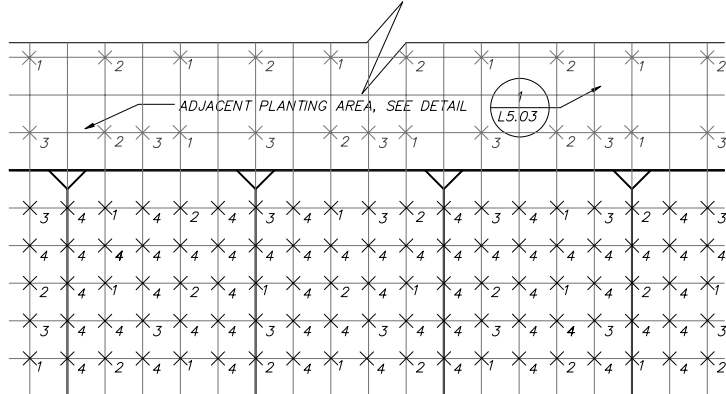 1 2 1 2 1 2 1 2 1 2
ADJACENT PLANTING AREA, SEE DETAIL
1
L5.03
3 2 3 1 3 2 3 1 3 2 3 1 3
3 4 1 4 2 4 3 4 1 3 2 4 3 4 1 4 2 4 3
4 4 4 4 4 4 4 4 4 4 4 4 4 4 4 4 4 4 4
2 4 1 4 4 4 1 4 2 4 4 4 2 4 1 4 2 4 4
3 4 4 3 4 4 3 4 4 3 4 4 3 4 4 3 4 4 3
1 4 2 4 1 4 2 4 1 4 2 4 1 4 2 4 1 4 2